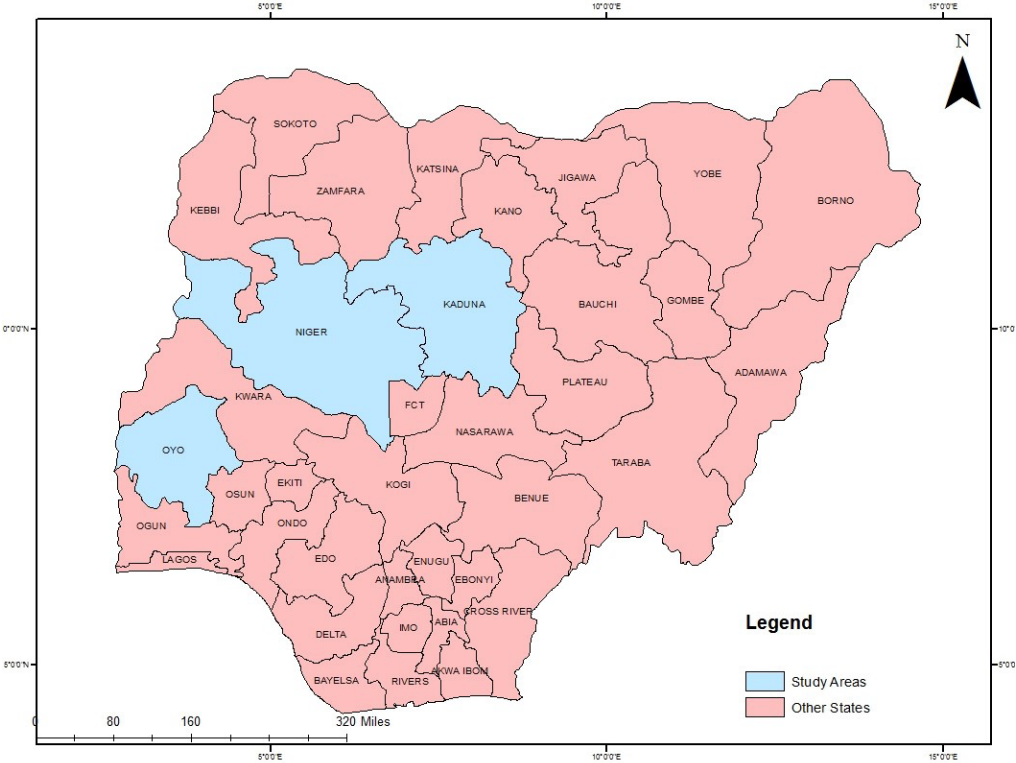 5°0'0"E 10°0'0"E 15°0'0"E
N
SOKOTO
KATSINA
YOBE
JIGAWA
ZAMFARA
BORNO
KEBBI
KANO
GOMBE
BAUCHI
KADUNA
0°0'0"N
10°0
NIGER
ADAMAWA
PLATEAU
KWARA
FCT
NASARAWA
OYO
TARABA
KOGI
EKITI
OSUN
BENUE
OGUN
ONDO
LAGOS
EDO
ENUGU
ANAMBRA
EBONYI
CROSS RIVER
ABIA
IMO
DELTA
Legend
5°0'0"N
5°0'0
AKWA IBOM
BAYELSA
RIVERS
Study Areas
Other States
0 80 160 320 Miles
5°0'0"E 10°0'0"E 15°0'0"E